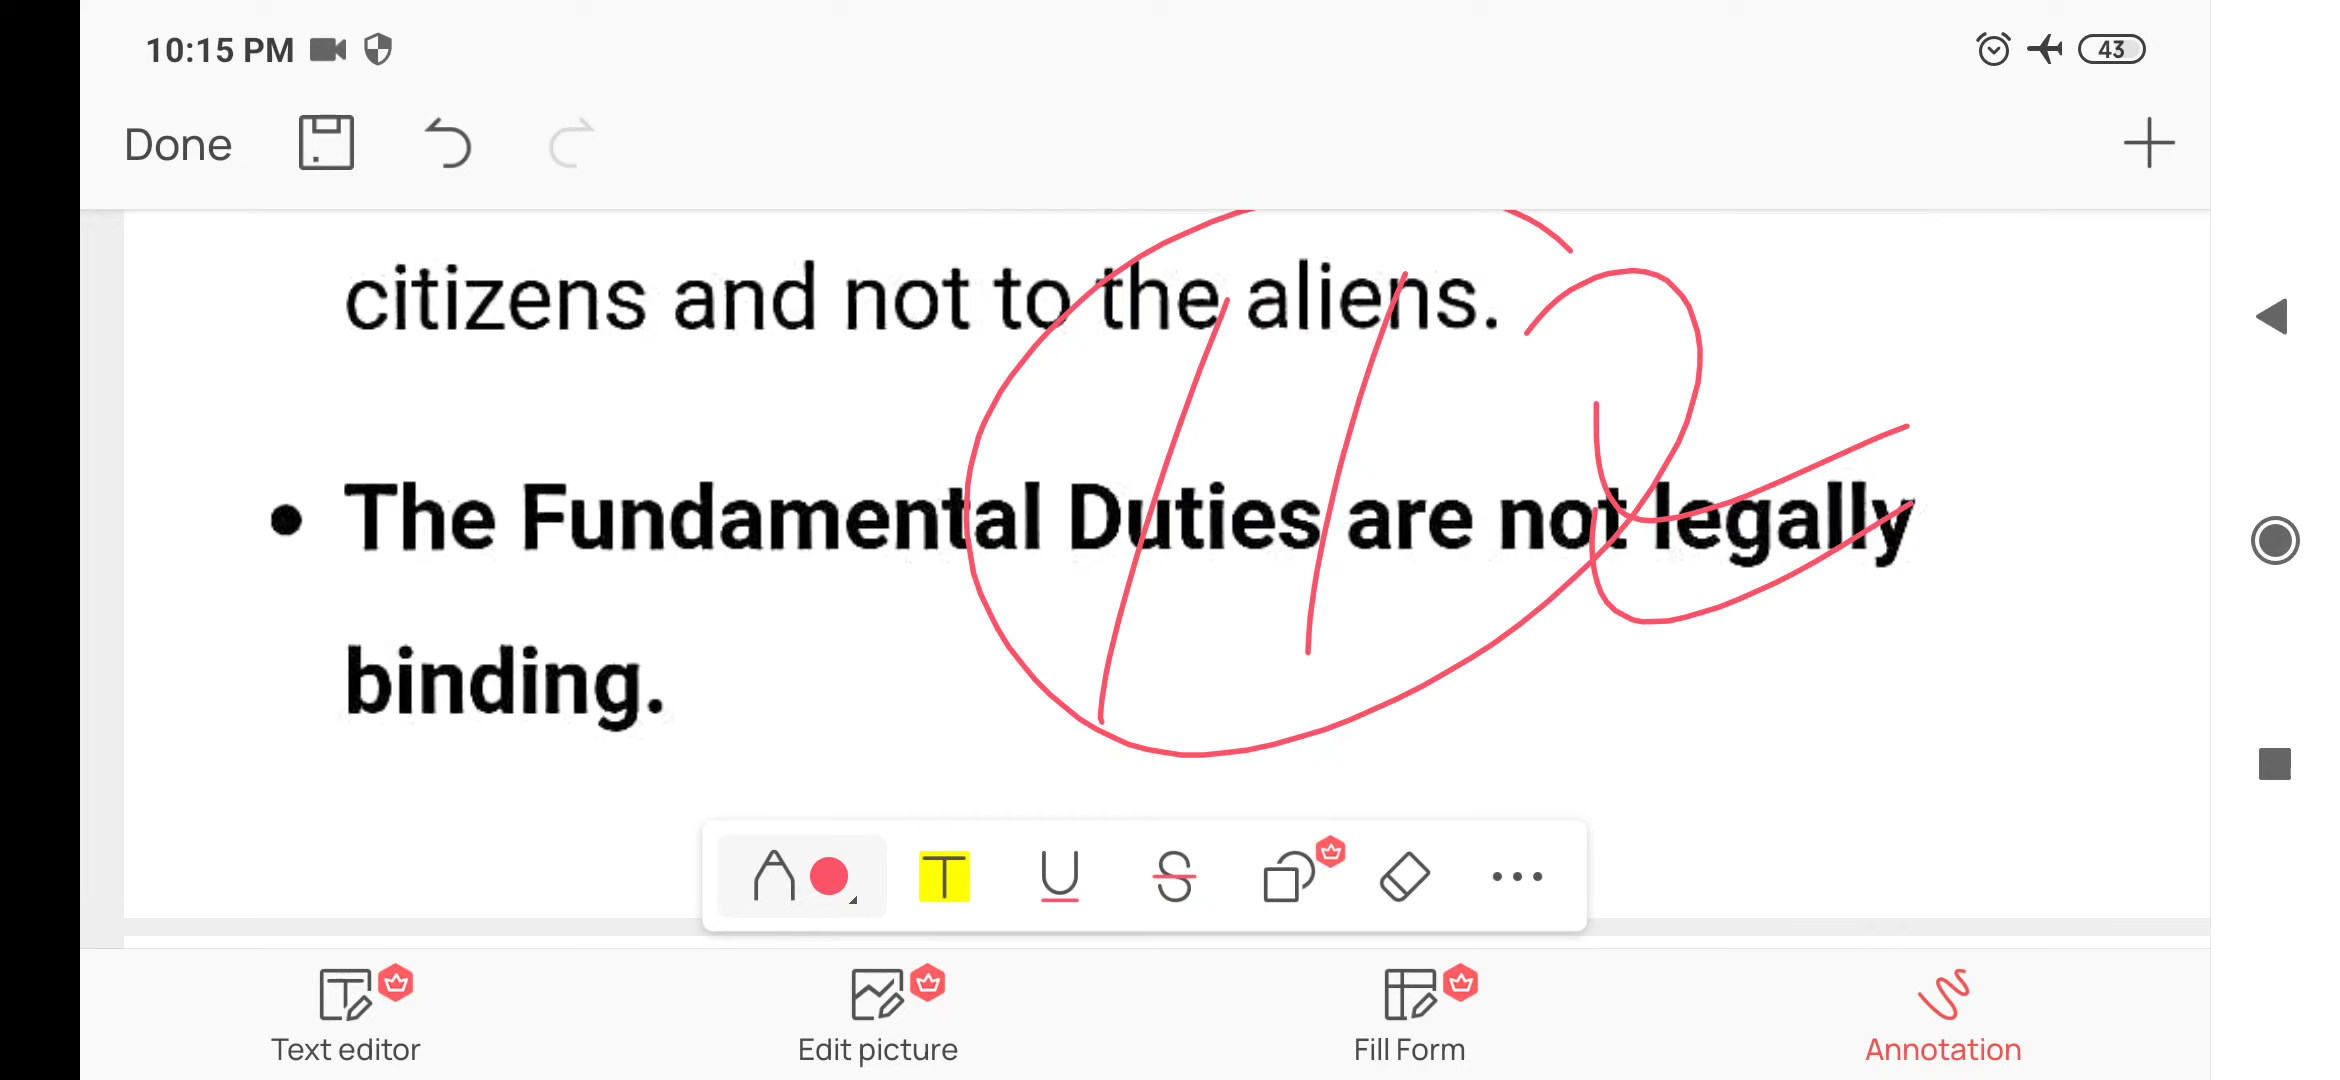 10:15 PM
43
Done
citizens and not to the aliens.
• The Fundamental Duties are not legally
binding.
11
T U S
Text editor
Edit picture
Fill Form
Annotation